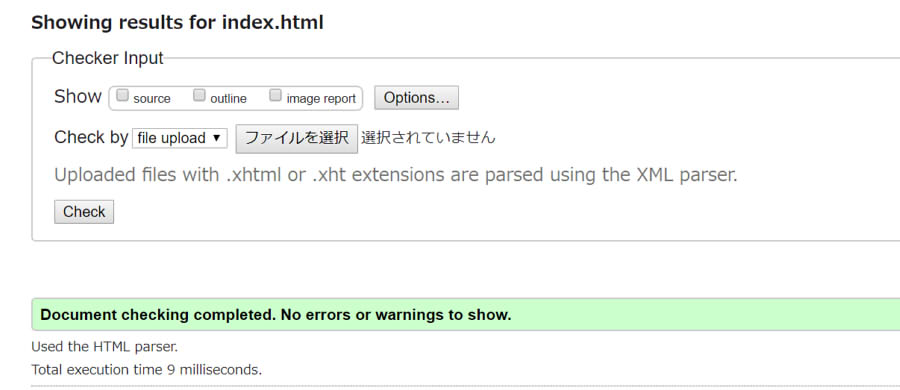 Showing results for index.html
Checker Input
Show source outline image report Options...
Check by file upload ▼ ファイルを選択 選択されていません
Uploaded files with .xhtml or .xht extensions are parsed using the XML parser.
Check
Document checking completed. No errors or warnings to show.
Used the HTML parser.
Total execution time 9 milliseconds.